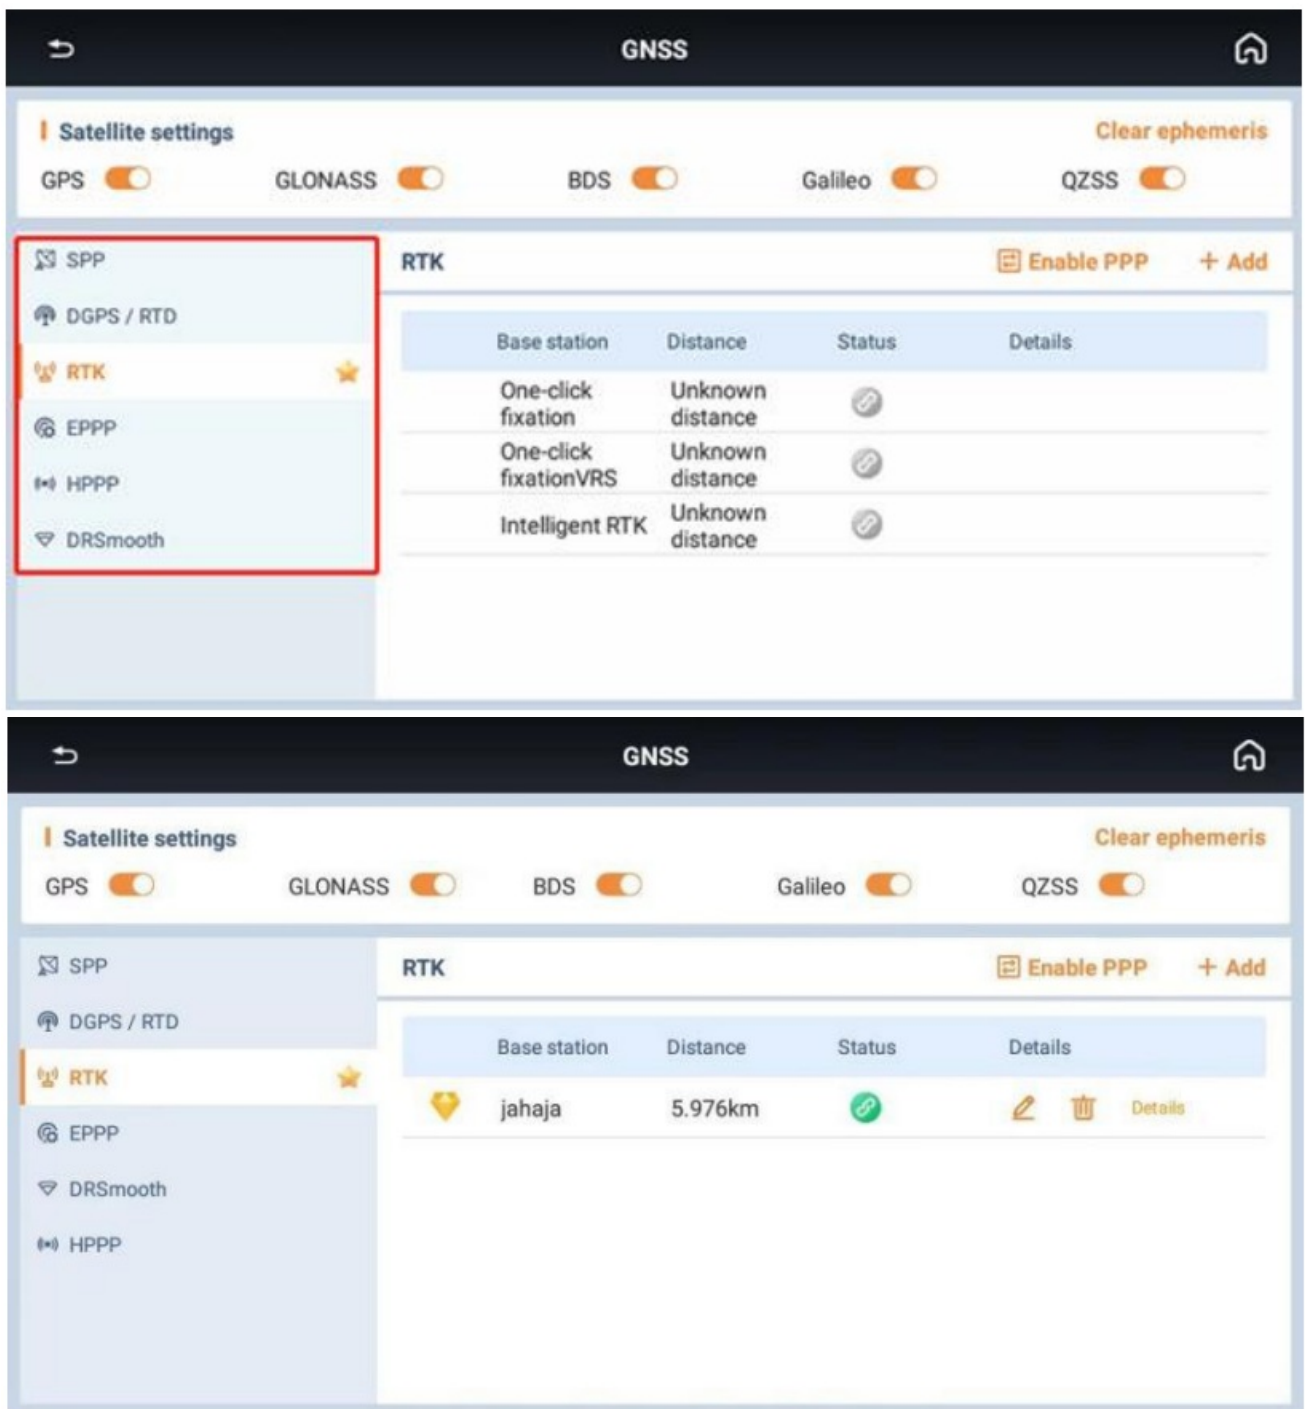 GNSS
Satellite settings Clear ephemeris
GPS GLONASS BDS Galileo QZSS
SPP
DGPS / RTD
RTK
EPPP
HPPP
DRSmooth
RTK Enable PPP + Add
Base station Distance Status Details
One-click fixation Unknown distance
One-click fixationVRS Unknown distance
Intelligent RTK Unknown distance
GNSS
Satellite settings Clear ephemeris
GPS GLONASS BDS Galileo QZSS
SPP
DGPS / RTD
RTK
EPPP
DRSmooth
HPPP
RTK Enable PPP + Add
Base station Distance Status Details
jahaja 5.976km Details